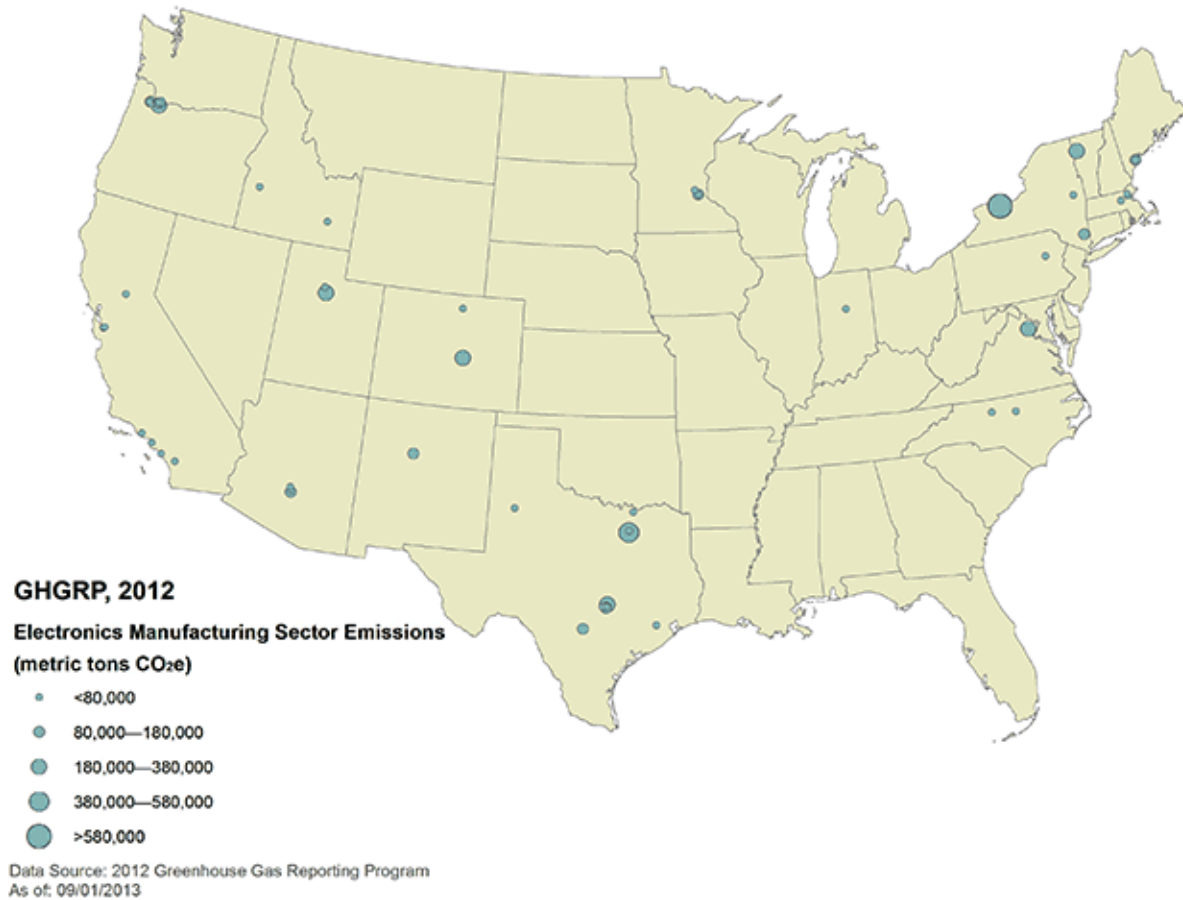 GHGRP, 2012
Electronics Manufacturing Sector Emissions
(metric tons CO₂e)
<80,000
80,000—180,000
180,000—380,000
380,000—580,000
>580,000
Data Source: 2012 Greenhouse Gas Reporting Program
As of: 09/01/2013